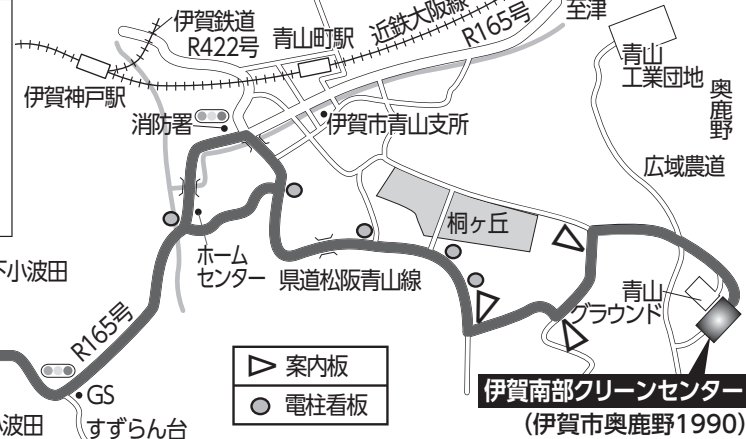 伊賀鉄道
R422号
青山町駅
近鉄大阪線
R165号
至津
青山
工業団地
伊賀神戸駅
奥鹿野
消防署
伊賀市青山支所
広域農道
桐ヶ丘
下小波田
ホーム
センター
県道松阪青山線
青山
グラウンド
R165号
案内板
電柱看板
GS
すずらん台
波田
伊賀南部クリーンセンター
(伊賀市奥鹿野1990)